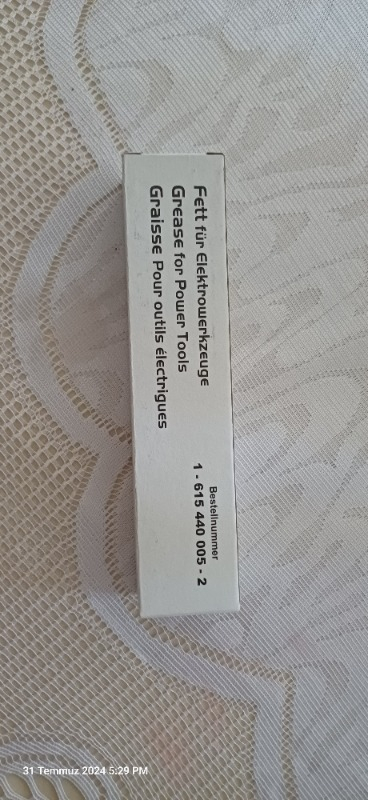 Fett für Elektrowerkzeuge
Grease for Power Tools
Graisse Pour outils électrigues
Bestellnummer
1 - 615 440 005 - 2
31 Temmuz 2024 5:29 PM